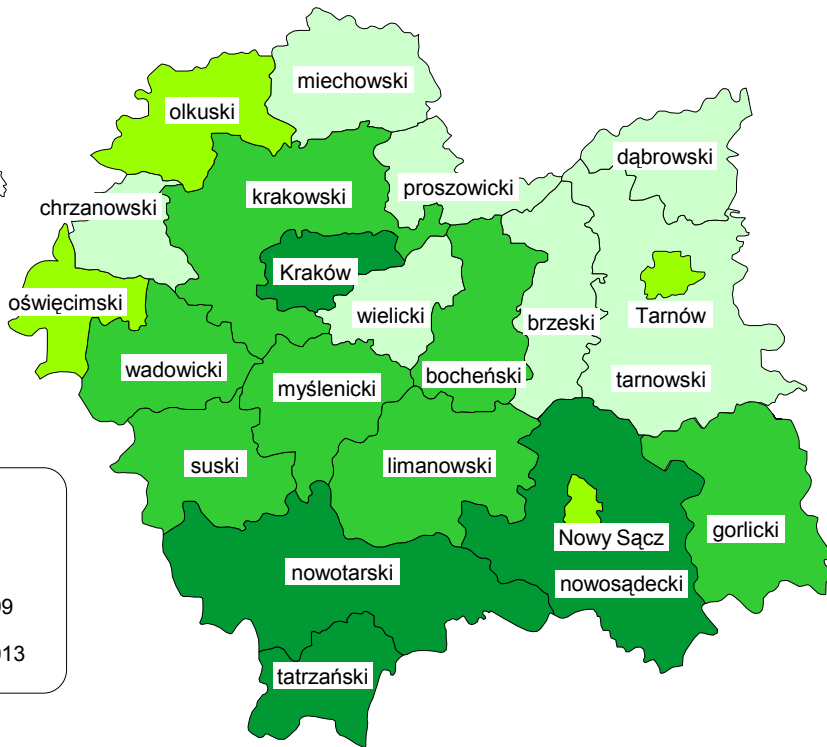 miechowski
olkuski
dąbrowski
krakowski
proszowicki
chrzanowski
Kraków
oświęcimski
wielicki
brzeski
Tarnów
wadowicki
myślenicki
bocheński
tarnowski
suski
limanowski
gorlicki
Nowy Sącz
nowotarski
nowosądecki
tatrzański